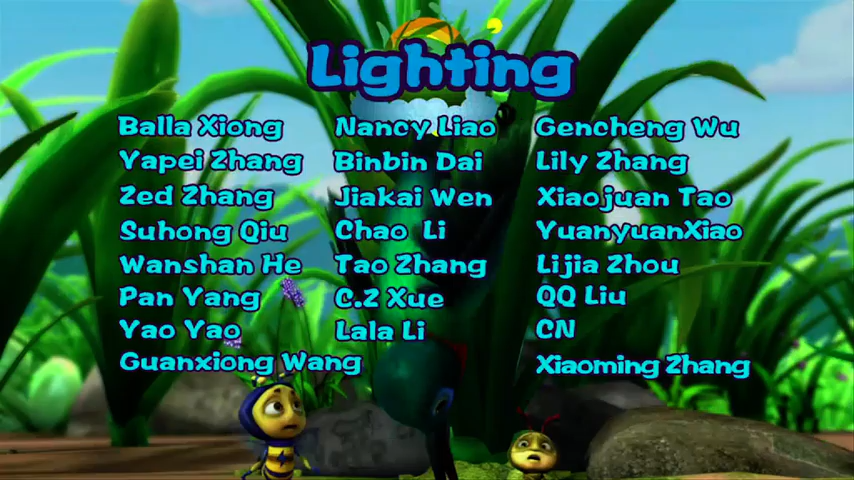 Lighting
Balla Xiong Nancy Liao Gencheng Wu
Yapei Zhang Binbin Dai Lily Zhang
Zed Zhang Jiakai Wen Xiaojuan Tao
Suhong Qiu Chao Li YuanyuanXiao
Wanshan He Tao Zhang Lijia Zhou
Pan Yang C.Z Xue QQ Liu
Yao Yao Lala Li CN
Guanxiong Wang Xiaoming Zhang